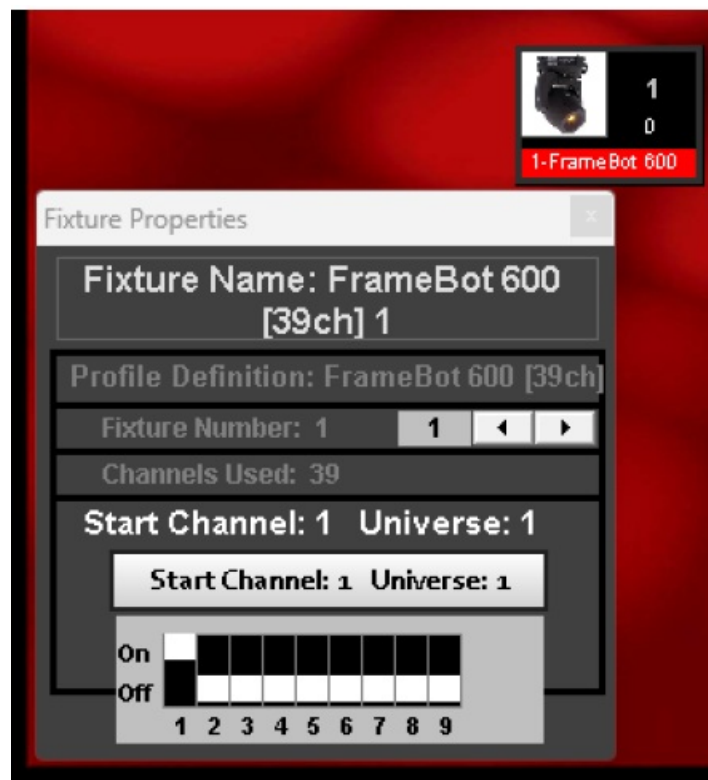 1
0
1-FrameBot 600
Fixture Properties
x
Fixture Name: FrameBot 600
[39ch] 1
Profile Definition: FrameBot 600 [39ch]
Fixture Number: 1 1
Channels Used: 39
Start Channel: 1 Universe: 1
Start Channel: 1 Universe: 1
On
Off
1 2 3 4 5 6 7 8 9